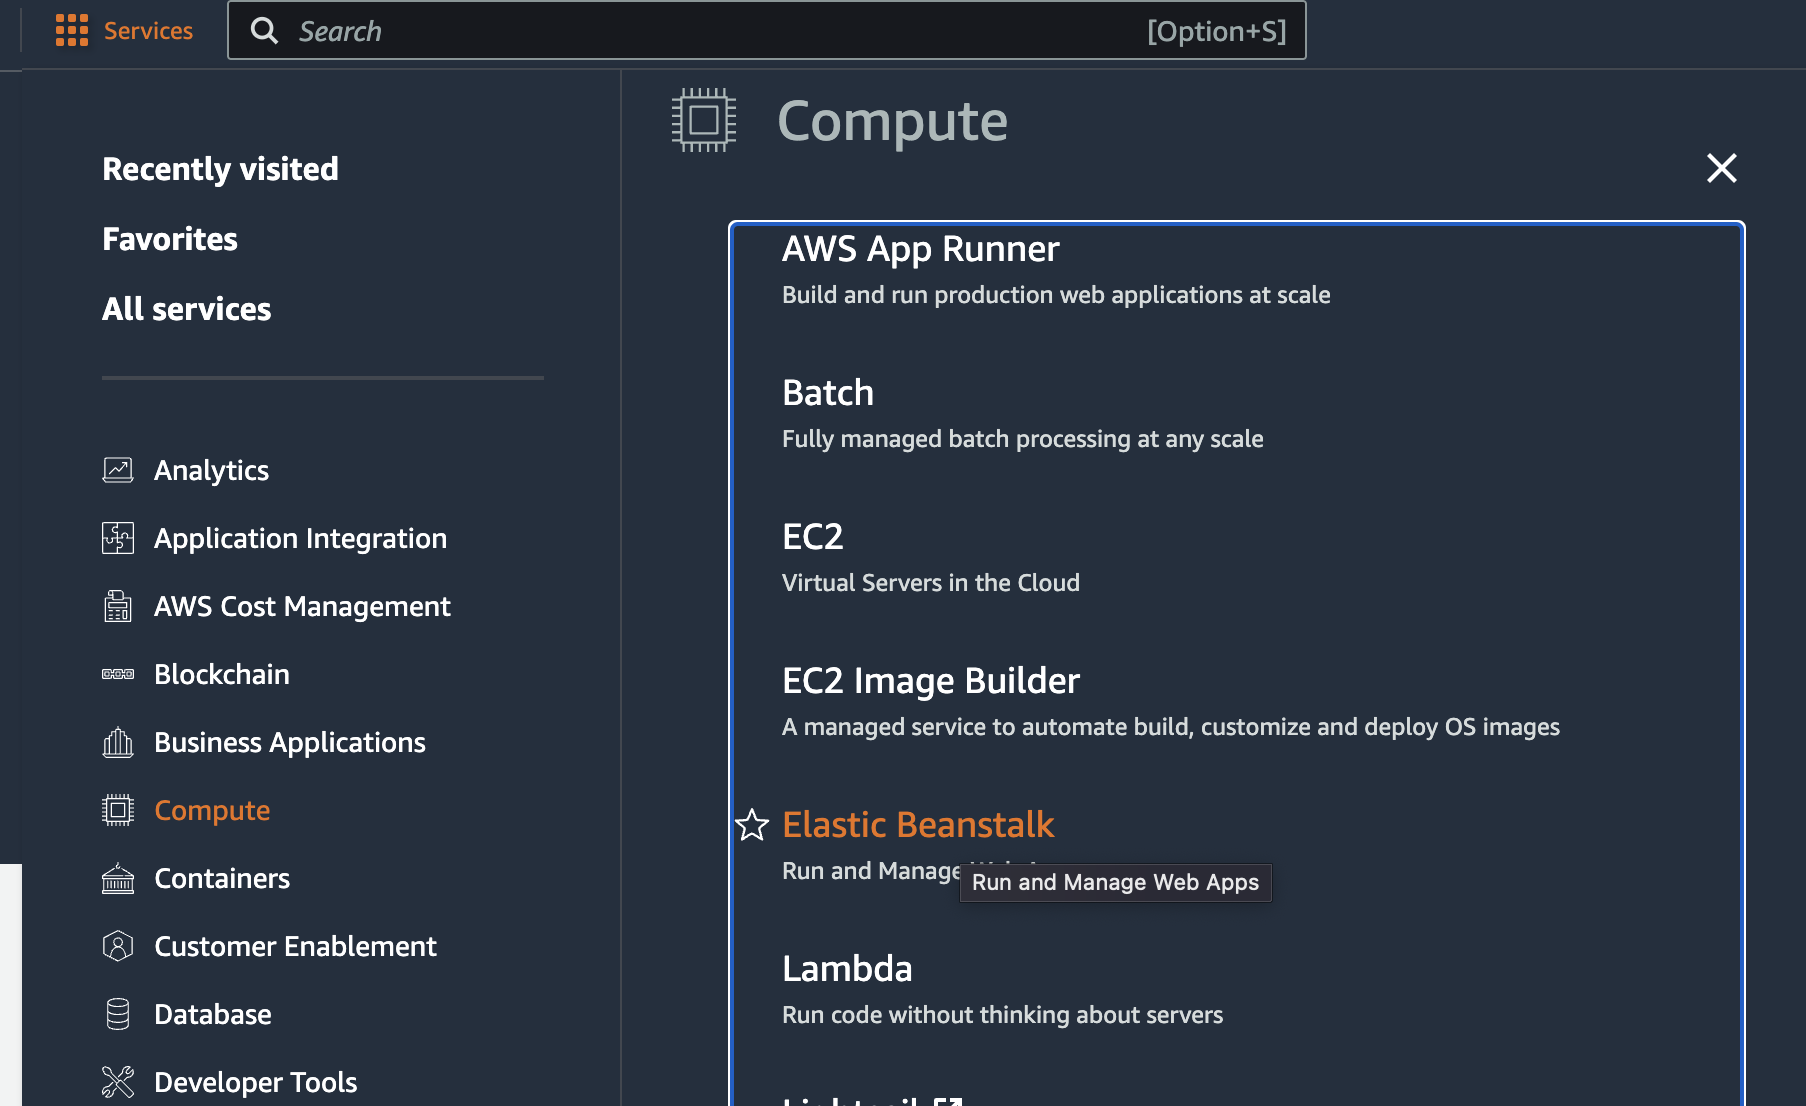 Services
Search
[Option+S]
Recently visited
Favorites
All services
Analytics
Application Integration
AWS Cost Management
Blockchain
Business Applications
Compute
Containers
Customer Enablement
Database
Developer Tools
Compute
AWS App Runner
Build and run production web applications at scale
Batch
Fully managed batch processing at any scale
EC2
Virtual Servers in the Cloud
EC2 Image Builder
A managed service to automate build, customize and deploy OS images
Elastic Beanstalk
Run and Manage
Run and Manage Web Apps
Lambda
Run code without thinking about servers